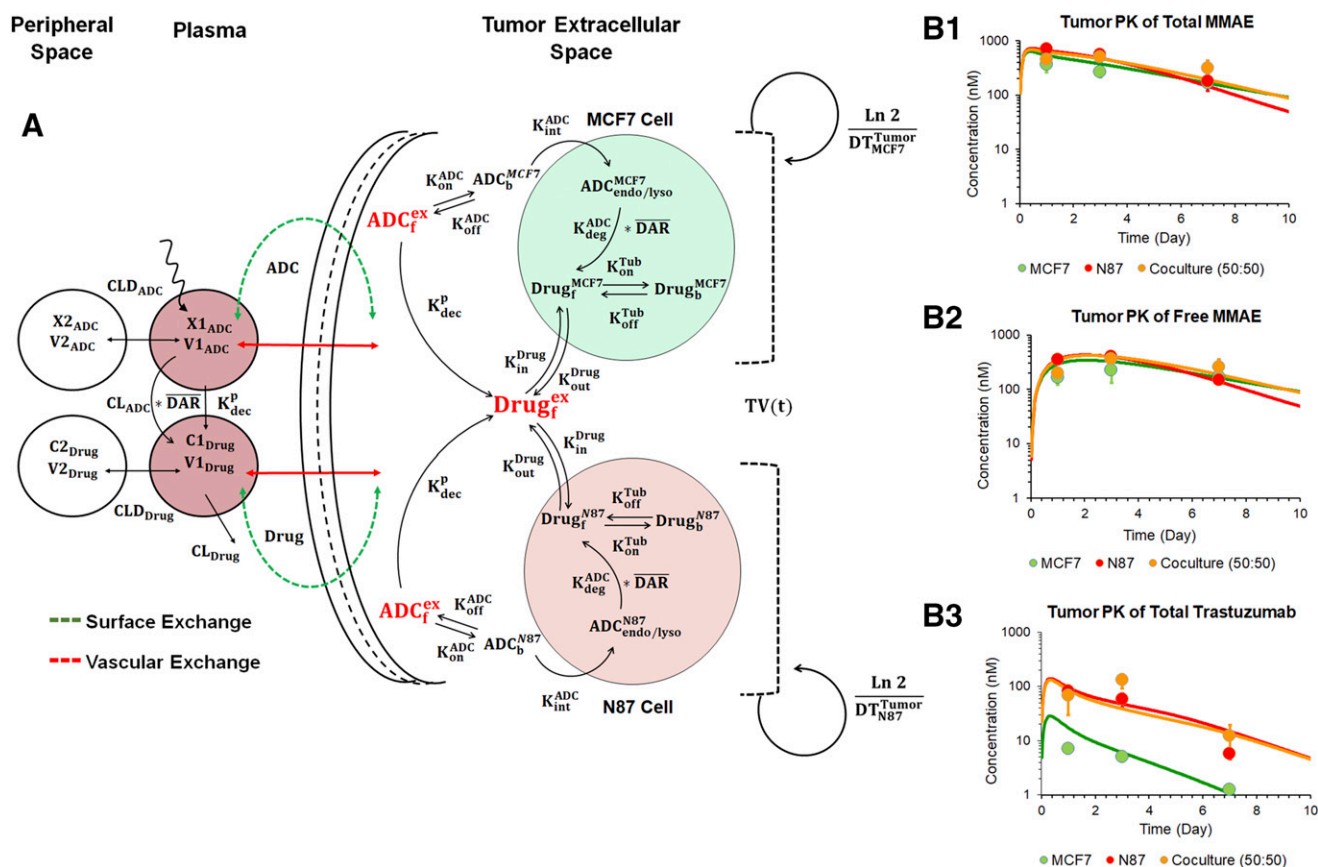 Peripheral
Space
Plasma
Tumor Extracellular
Space
A
MCF7 Cell
K_int^ADC
Ln 2
DT_MCF7^Tumor
K_on^ADC
ADC_b^MCF7
K_off^ADC
ADC_f^ex
ADC_endo/lyso^MCF7
K_deg^ADC * DAR
K_on^Tub
Drug_f^MCF7
Drug_b^MCF7
K_off^Tub
ADC
CLD_ADC
X2_ADC
V2_ADC
X1_ADC
V1_ADC
K_dec^p
CL_ADC * DAR
K_dec^p
K_in^Drug
K_out^Drug
Drug_f^ex
TV(t)
C2_Drug
V2_Drug
C1_Drug
V1_Drug
CLD_Drug
CL_Drug
Drug
K_dec^p
K_in^Drug
K_out^Drug
K_off^Tub
Drug_f^N87
Drug_b^N87
K_on^Tub
K_deg^ADC * DAR
ADC_f^ex
K_off^ADC
K_on^ADC
ADC_b^N87
ADC_endo/lyso^N87
K_int^ADC
N87 Cell
Ln 2
DT_N87^Tumor
Surface Exchange
Vascular Exchange
B1
Tumor PK of Total MMAE
Concentration (nM)
1000
100
10
1
0 2 4 6 8 10
Time (Day)
MCF7 N87 Coculture (50:50)
B2
Tumor PK of Free MMAE
Concentration (nM)
1000
100
10
1
0 2 4 6 8 10
Time (Day)
MCF7 N87 Coculture (50:50)
B3
Tumor PK of Total Trastuzumab
Concentration (nM)
1000
100
10
1
0 2 4 6 8 10
Time (Day)
MCF7 N87 Coculture (50:50)